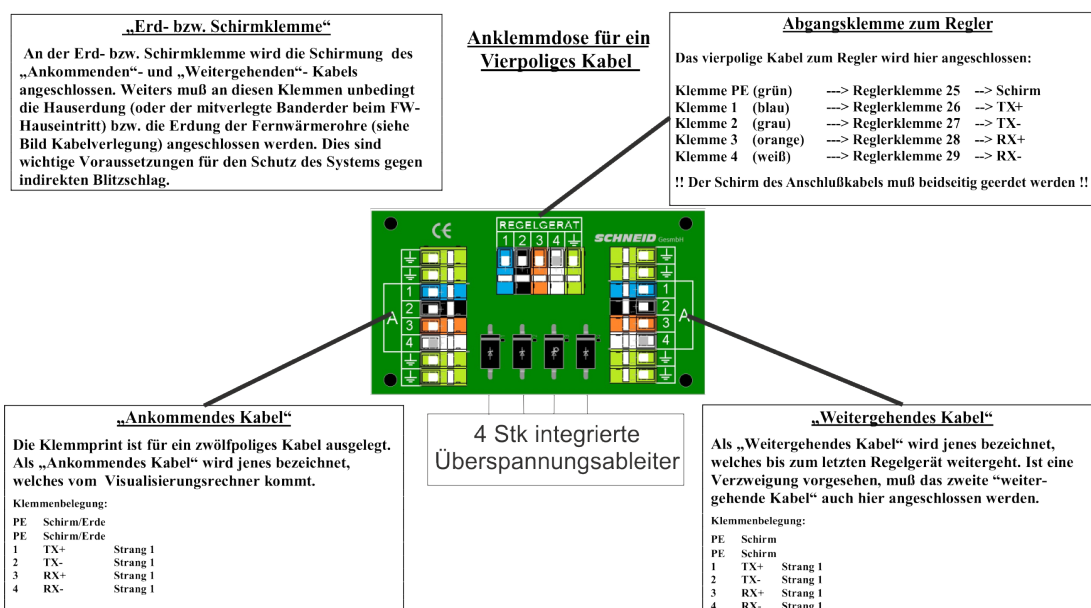 „Erd- bzw. Schirmklemme“
An der Erd- bzw. Schirmklemme wird die Schirmung des
„Ankommenden“- und „Weitergehenden“- Kabels
angeschlossen. Weiters muß an diesen Klemmen unbedingt
die Hauserdung (oder der mitverlegte Banderder beim FW-
Hauseintritt) bzw. die Erdung der Fernwärmerohre (siehe
Bild Kabelverlegung) angeschlossen werden. Dies sind
wichtige Voraussetzungen für den Schutz des Systems gegen
indirekten Blitzschlag.
Anklemmdose für ein
Vierpoliges Kabel
Abgangsklemme zum Regler
Das vierpolige Kabel zum Regler wird hier angeschlossen:
Klemme PE (grün) ---> Reglerklemme 25 --> Schirm
Klemme 1 (blau) ---> Reglerklemme 26 --> TX+
Klemme 2 (grau) ---> Reglerklemme 27 --> TX-
Klemme 3 (orange) ---> Reglerklemme 28 --> RX+
Klemme 4 (weiß) ---> Reglerklemme 29 --> RX-
!! Der Schirm des Anschlußkabels muß beidseitig geerdet werden !!
CE
REGELGERÄT
1 2 3 4
SCHNEID GesmbH
1
2
3
4
A
1
2
3
4
A
4 Stk integrierte
Überspannungsableiter
„Ankommendes Kabel“
Die Klemmprint ist für ein zwölfpoliges Kabel ausgelegt.
Als „Ankommendes Kabel“ wird jenes bezeichnet,
welches vom Visualisierungsrechner kommt.
Klemmenbelegung:
PE Schirm/Erde
PE Schirm/Erde
1 TX+ Strang 1
2 TX- Strang 1
3 RX+ Strang 1
4 RX- Strang 1
„Weitergehendes Kabel“
Als „Weitergehendes Kabel“ wird jenes bezeichnet,
welches bis zum letzten Regelgerät weitergeht. Ist eine
Verzweigung vorgesehen, muß das zweite “weiter-
gehende Kabel“ auch hier angeschlossen werden.
Klemmenbelegung:
PE Schirm
PE Schirm
1 TX+ Strang 1
2 TX- Strang 1
3 RX+ Strang 1
4 RX- Strang 1